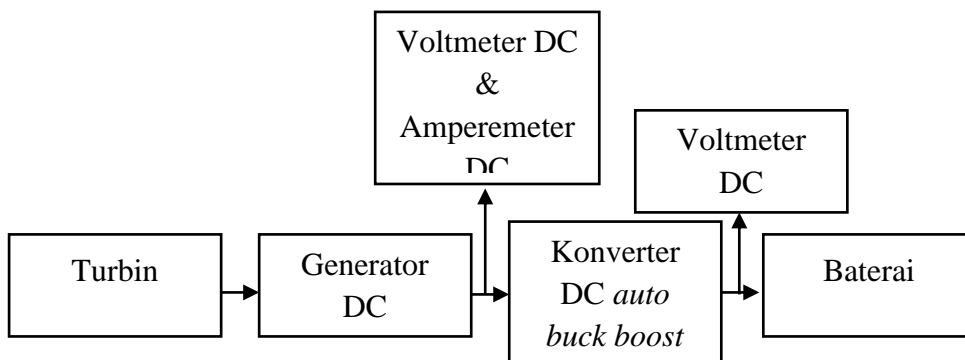 Voltmeter DC
&
Amperemeter
DC
Voltmeter
DC
Turbin
Generator
DC
Konverter
DC auto
buck boost
Baterai